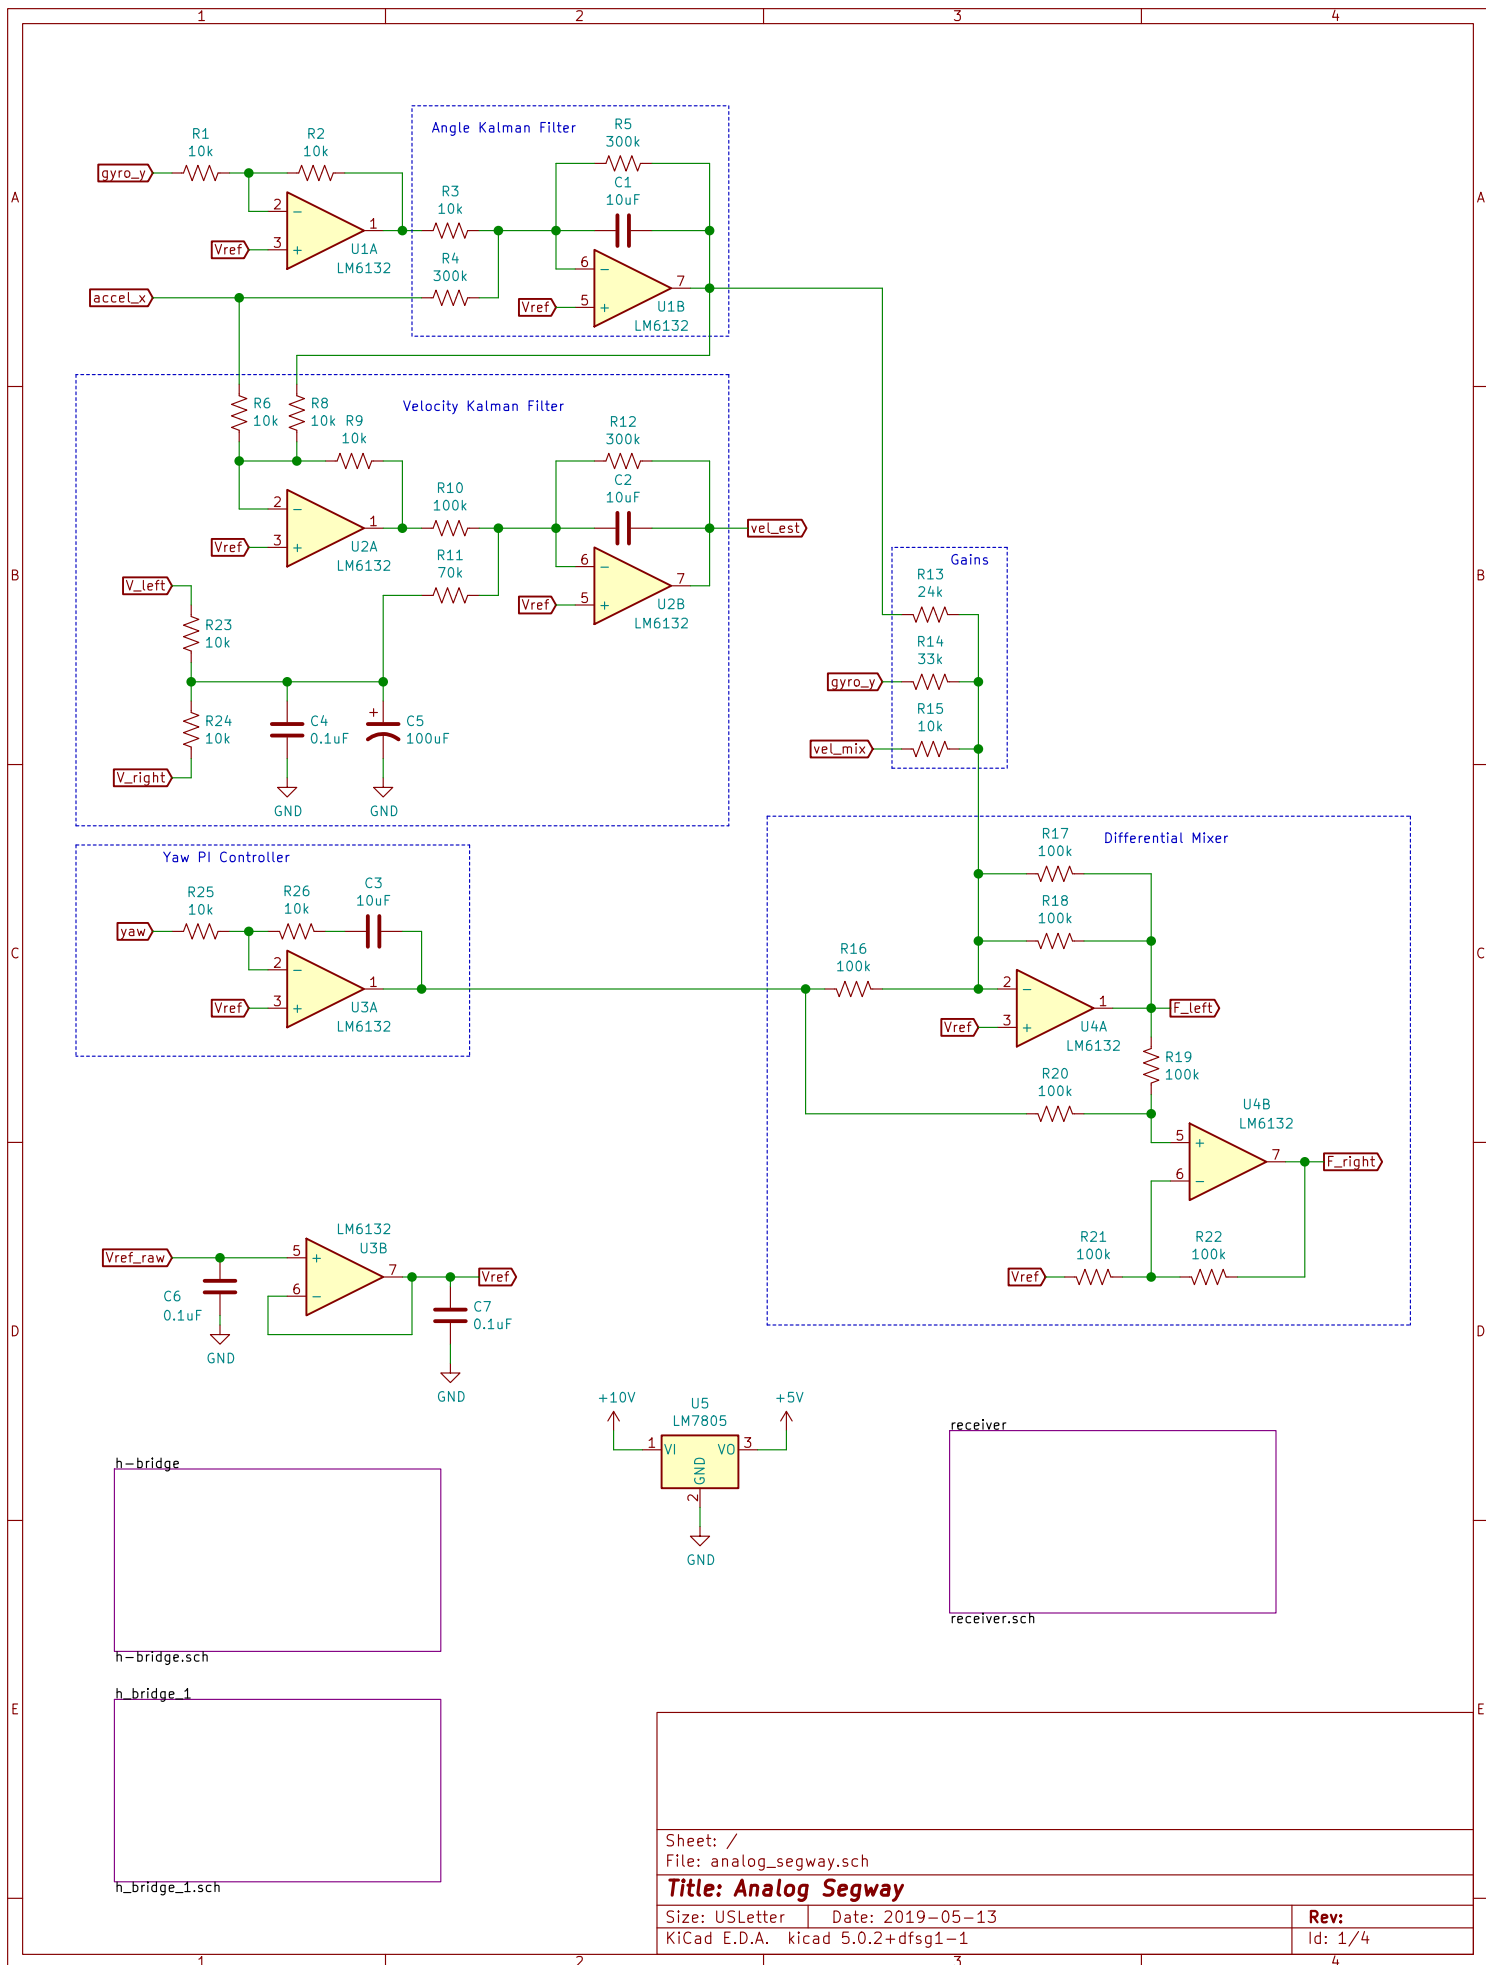 1 2 3 4
A A
Angle Kalman Filter
R1
10k
R2
10k
R5
300k
gyro_y
C1
10uF
R3
10k
2
−
1
3
+
Vref
U1A
LM6132
R4
300k
accel_x
6
−
7
5
+
Vref
U1B
LM6132
Velocity Kalman Filter
R6
10k
R8
10k
R9
10k
R12
300k
C2
10uF
R10
100k
2
−
1
3
+
Vref
U2A
LM6132
vel_est
R11
70k
6
−
7
5
+
Vref
U2B
LM6132
B B
V_left
R23
10k
R24
10k
V_right
C4
0.1uF
GND
+
C5
100uF
GND
Gains
R13
24k
R14
33k
gyro_y
R15
10k
vel_mix
Yaw PI Controller
R25
10k
R26
10k
C3
10uF
yaw
2
−
1
3
+
Vref
U3A
LM6132
C C
Differential Mixer
R17
100k
R18
100k
R16
100k
2
−
1
3
+
Vref
U4A
LM6132
F_left
R19
100k
R20
100k
U4B
LM6132
5
+
7
6
−
F_right
R21
100k
R22
100k
Vref
LM6132
U3B
Vref_raw
5
+
7
6
−
Vref
C6
0.1uF
GND
C7
0.1uF
GND
D D
+10V
U5
LM7805
+5V
1
VI
VO
3
GND
2
GND
h-bridge
h-bridge.sch
receiver
receiver.sch
h_bridge_1
h_bridge_1.sch
E E
Sheet: /
File: analog_segway.sch
Title: Analog Segway
Size: USLetter Date: 2019-05-13 Rev:
KiCad E.D.A. kicad 5.0.2+dfsg1-1 Id: 1/4
1 2 3 4